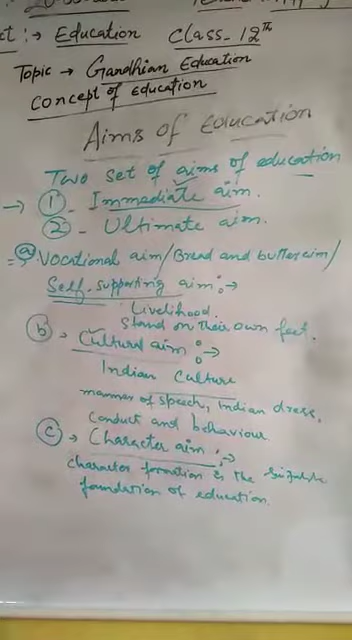 ct :→ Education Class-12th
Topic → Gandhian Education
Concept of education
Aims of Education
Two set of aims of education
→ ① - Immediate aim.
② - Ultimate aim.
ⓐ Vocational aim/Bread and butter aim/
Self-supporting aim :→
Livelihood.
Stand on their own feet.
ⓑ → Cultural aim :→
Indian Culture
manner of speech, Indian dress,
Conduct and behaviour
ⓒ → Character aim :→
character formation is the
foundation of education.